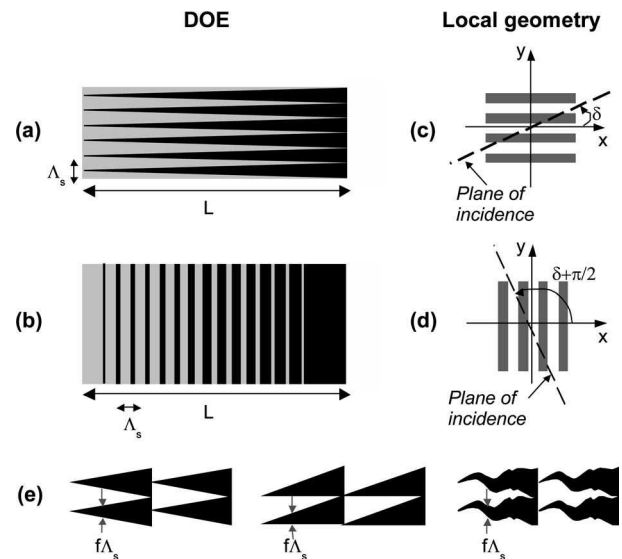 DOE
Local geometry
(a)
Λs
L
(c)
y
x
δ
Plane of
incidence
(b)
Λs
L
(d)
y
x
δ+π/2
Plane of
incidence
(e)
fΛs
fΛs
fΛs